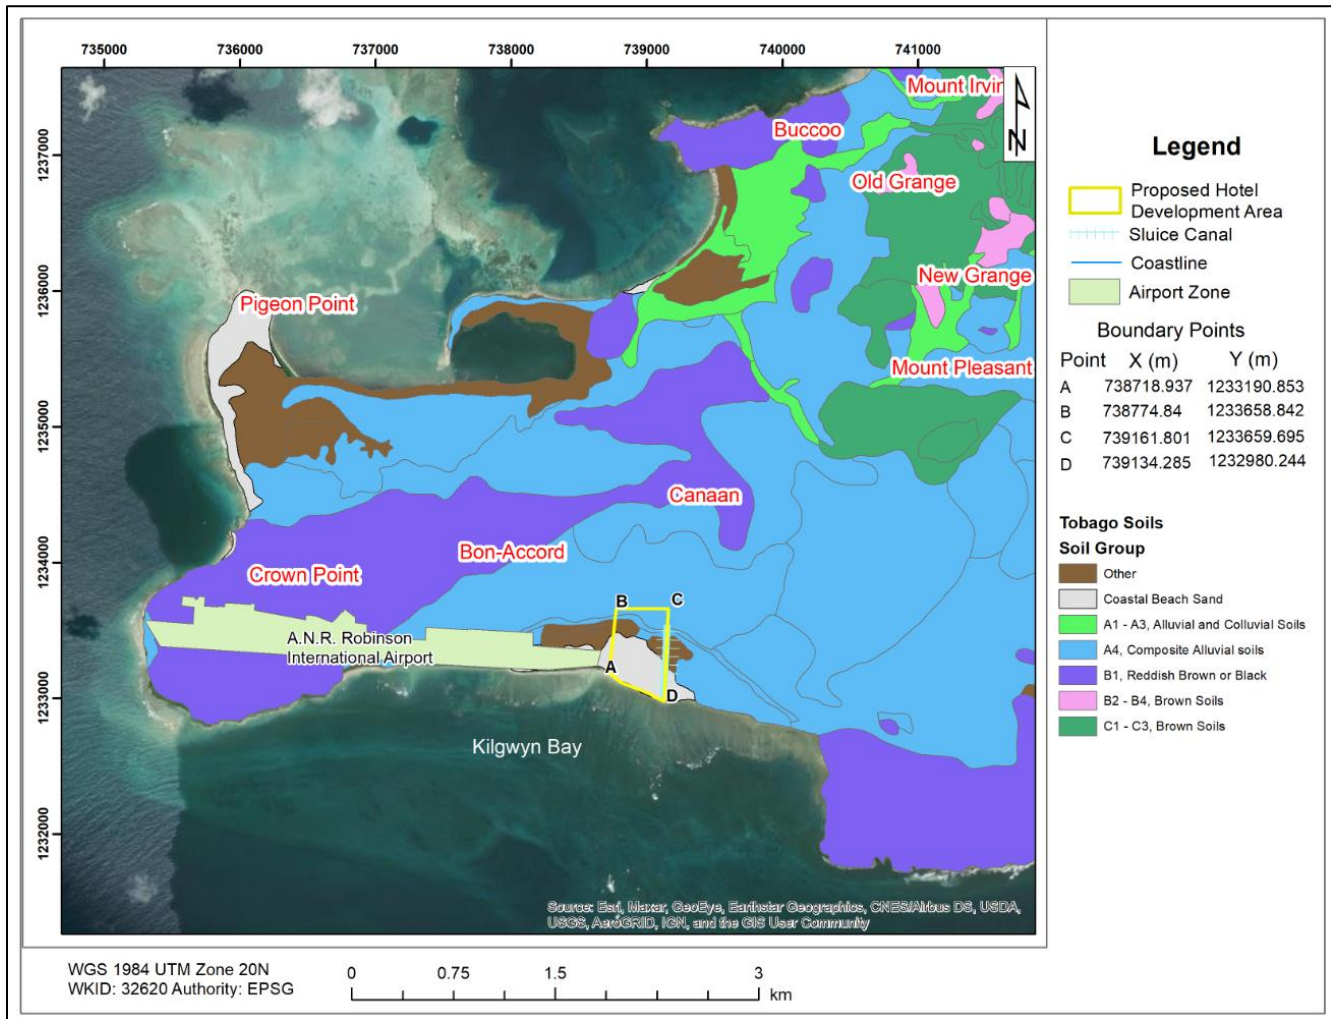 735000 736000 737000 738000 739000 740000 741000
1237000
1236000
1235000
1234000
1233000
1232000
Mount Irvin
N
Buccoo
Old Grange
New Grange
Pigeon Point
Mount Pleasant
Canaan
Bon-Accord
Crown Point
B C
A.N.R. Robinson
International Airport
A
D
Kilgwyn Bay
Source: Esri, Maxar, GeoEye, Earthstar Geographics, CNES/Airbus DS, USDA,
USGS, AeroGRID, IGN, and the GIS User Community
Legend
Proposed Hotel
Development Area
Sluice Canal
Coastline
Airport Zone
Boundary Points
Point X (m) Y (m)
A 738718.937 1233190.853
B 738774.84 1233658.842
C 739161.801 1233659.695
D 739134.285 1232980.244
Tobago Soils
Soil Group
Other
Coastal Beach Sand
A1 - A3, Alluvial and Colluvial Soils
A4, Composite Alluvial soils
B1, Reddish Brown or Black
B2 - B4, Brown Soils
C1 - C3, Brown Soils
WGS 1984 UTM Zone 20N
WKID: 32620 Authority: EPSG
0 0.75 1.5 3
km